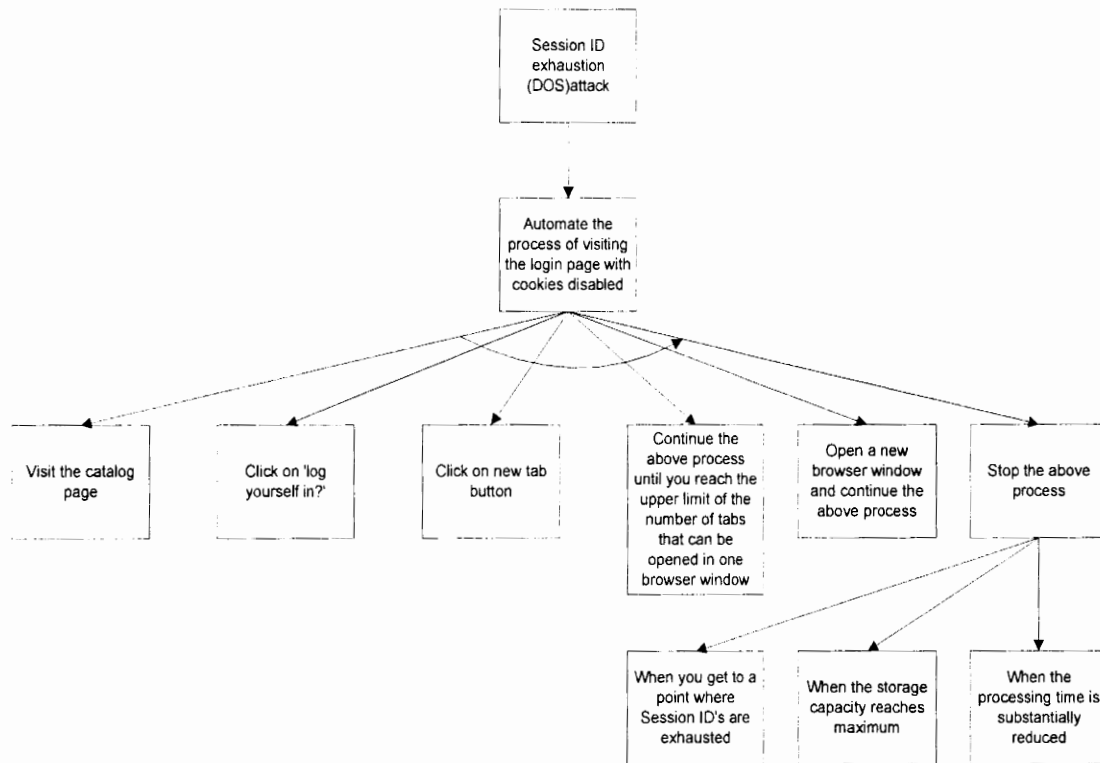 Session ID
exhaustion
(DOS)attack
Automate the
process of visiting
the login page with
cookies disabled
Visit the catalog
page
Click on 'log
yourself in?'
Click on new tab
button
Continue the
above process
until you reach the
upper limit of the
number of tabs
that can be
opened in one
browser window
Open a new
browser window
and continue the
above process
Stop the above
process
When you get to a
point where
Session ID's are
exhausted
When the storage
capacity reaches
maximum
When the
processing time is
substantially
reduced